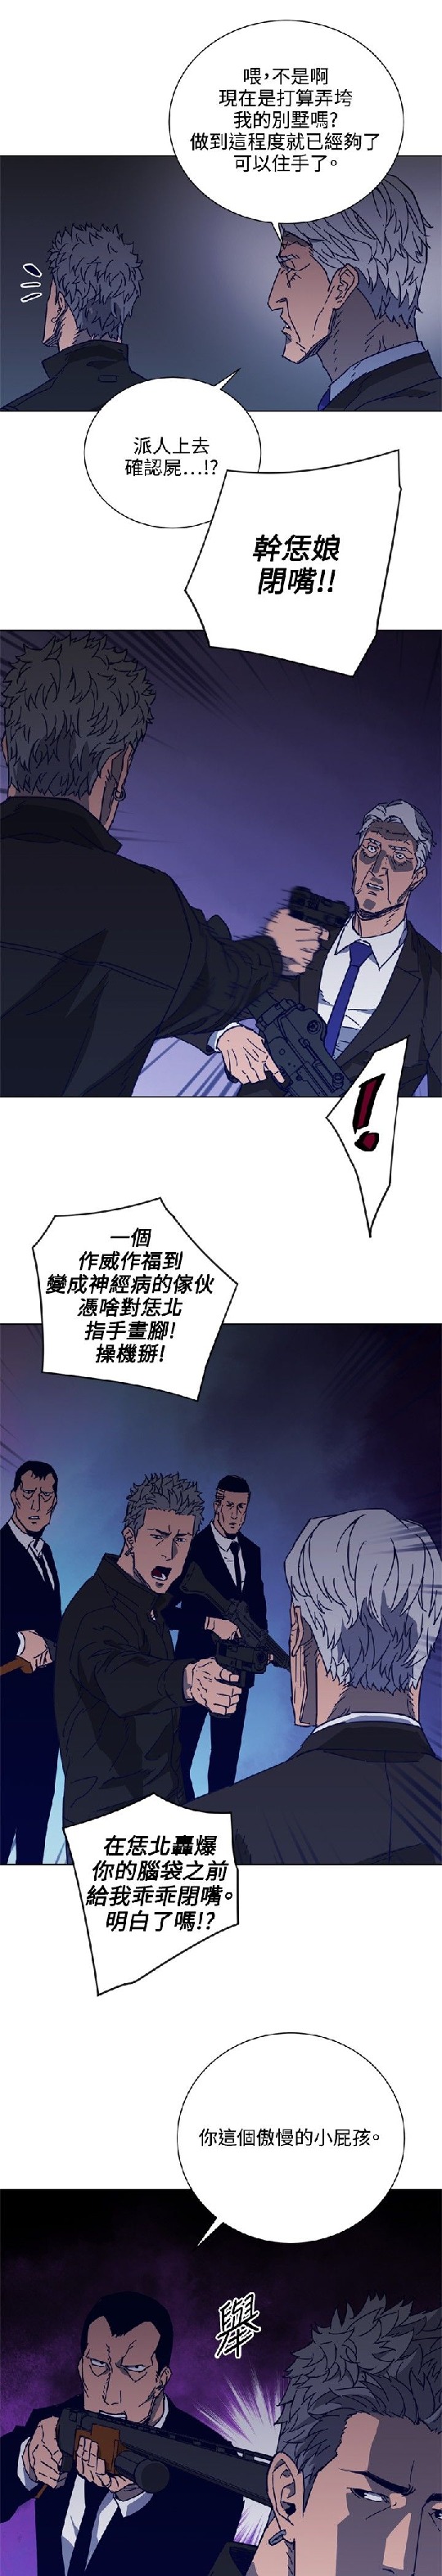 喂，不是啊
現在是打算弄垮
我的別墅嗎?
做到這程度就已經夠了
可以住手了。
派人上去
確認屍…!?
幹恁娘
閉嘴!!
!
一個
作威作福到
變成神經病的傢伙
憑啥對恁北
指手畫腳!
操機掰!
在恁北轟爆
你的腦袋之前
給我乖乖閉嘴。
明白了嗎!?
你這個傲慢的小屁孩。
舉